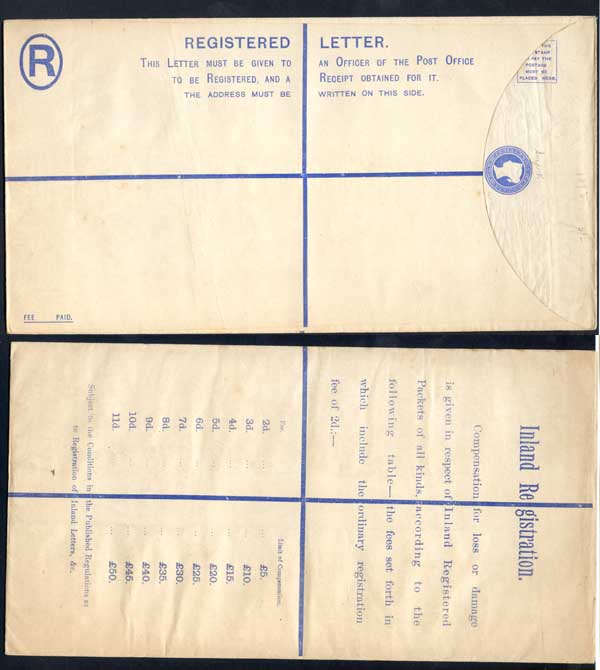 R
REGISTERED LETTER.
THIS LETTER MUST BE GIVEN TO AN OFFICER OF THE POST OFFICE
TO BE REGISTERED, AND A RECEIPT OBTAINED FOR IT.
THE ADDRESS MUST BE WRITTEN ON THIS SIDE.
THE
STAMP
TO PAY THE
POSTAGE
MUST BE
PLACED HERE.
FEE PAID.
Inland Registration.
Compensation for loss or damage
is given in respect of Inland Registered
Packets of all kinds, according to the
following table— the fees set forth in
which include the ordinary registration
fee of 2d.:—
Fee. Limit of Compensation.
2d. ... ... £5.
3d. ... ... £10.
4d. ... ... £15.
5d. ... ... £20.
6d. ... ... £25.
7d. ... ... £30.
8d. ... ... £35.
9d. ... ... £40.
10d. ... ... £45.
11d. ... ... £50.
Subject to the Conditions in the Published Regulations as
to Registration of Inland Letters, &c.